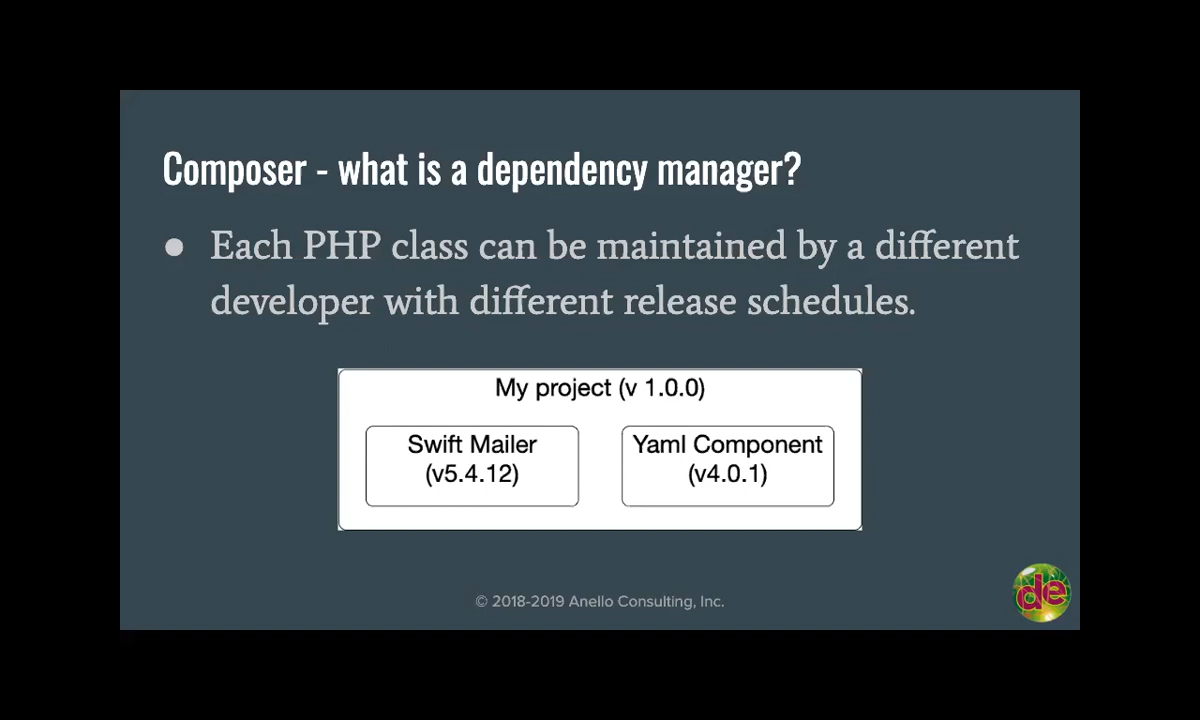 Composer - what is a dependency manager?
● Each PHP class can be maintained by a different
developer with different release schedules.
My project (v 1.0.0)
Swift Mailer
(v5.4.12)
Yaml Component
(v4.0.1)
© 2018-2019 Anello Consulting, Inc.
de